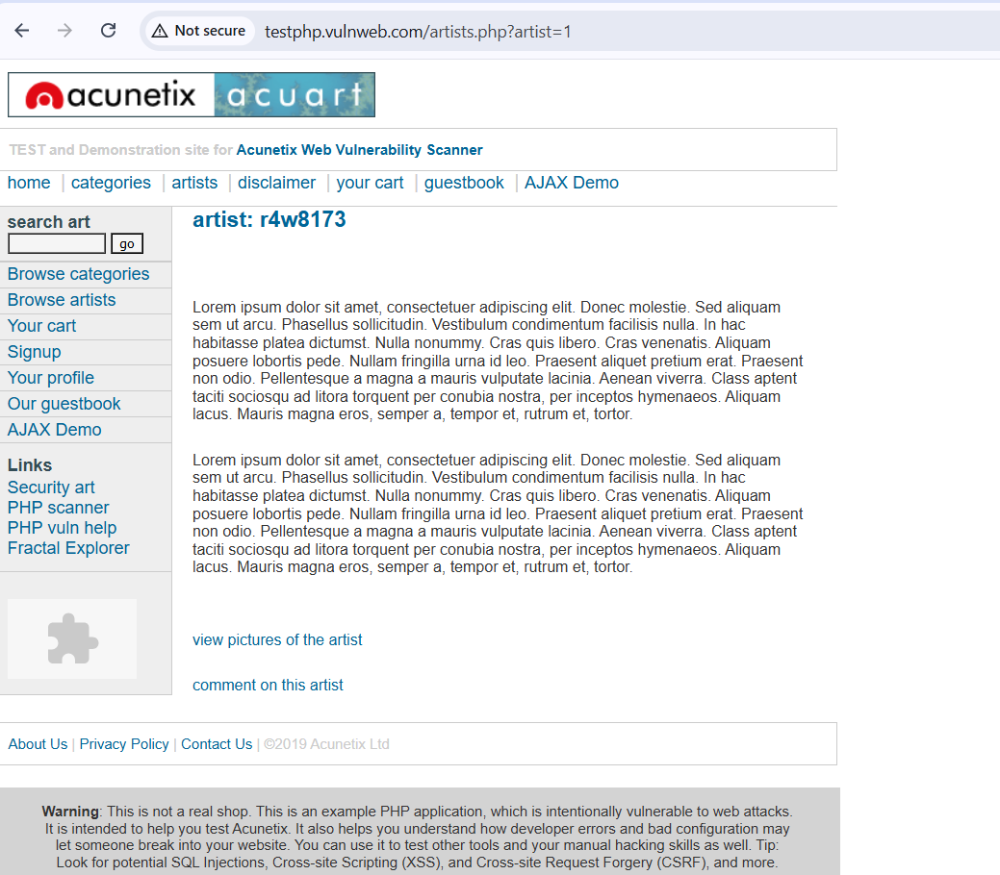 Not secure testphp.vulnweb.com/artists.php?artist=1
acunetix acuart
TEST and Demonstration site for Acunetix Web Vulnerability Scanner
home | categories | artists | disclaimer | your cart | guestbook | AJAX Demo
search art
go
Browse categories
Browse artists
Your cart
Signup
Your profile
Our guestbook
AJAX Demo
Links
Security art
PHP scanner
PHP vuln help
Fractal Explorer
artist: r4w8173
Lorem ipsum dolor sit amet, consectetuer adipiscing elit. Donec molestie. Sed aliquam
sem ut arcu. Phasellus sollicitudin. Vestibulum condimentum facilisis nulla. In hac
habitasse platea dictumst. Nulla nonummy. Cras quis libero. Cras venenatis. Aliquam
posuere lobortis pede. Nullam fringilla urna id leo. Praesent aliquet pretium erat. Praesent
non odio. Pellentesque a magna a mauris vulputate lacinia. Aenean viverra. Class aptent
taciti sociosqu ad litora torquent per conubia nostra, per inceptos hymenaeos. Aliquam
lacus. Mauris magna eros, semper a, tempor et, rutrum et, tortor.
Lorem ipsum dolor sit amet, consectetuer adipiscing elit. Donec molestie. Sed aliquam
sem ut arcu. Phasellus sollicitudin. Vestibulum condimentum facilisis nulla. In hac
habitasse platea dictumst. Nulla nonummy. Cras quis libero. Cras venenatis. Aliquam
posuere lobortis pede. Nullam fringilla urna id leo. Praesent aliquet pretium erat. Praesent
non odio. Pellentesque a magna a mauris vulputate lacinia. Aenean viverra. Class aptent
taciti sociosqu ad litora torquent per conubia nostra, per inceptos hymenaeos. Aliquam
lacus. Mauris magna eros, semper a, tempor et, rutrum et, tortor.
view pictures of the artist
comment on this artist
About Us | Privacy Policy | Contact Us | ©2019 Acunetix Ltd
Warning: This is not a real shop. This is an example PHP application, which is intentionally vulnerable to web attacks.
It is intended to help you test Acunetix. It also helps you understand how developer errors and bad configuration may
let someone break into your website. You can use it to test other tools and your manual hacking skills as well. Tip:
Look for potential SQL Injections, Cross-site Scripting (XSS), and Cross-site Request Forgery (CSRF), and more.